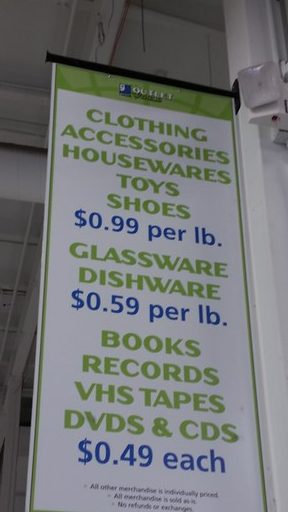 OUTLET
CLOTHING
ACCESSORIES
HOUSEWARES
TOYS
SHOES
$0.99 per lb.
GLASSWARE
DISHWARE
$0.59 per lb.
BOOKS
RECORDS
VHS TAPES
DVDS & CDS
$0.49 each
- All other merchandise is individually priced.
- All merchandise is sold as-is.
- No refunds or exchanges.